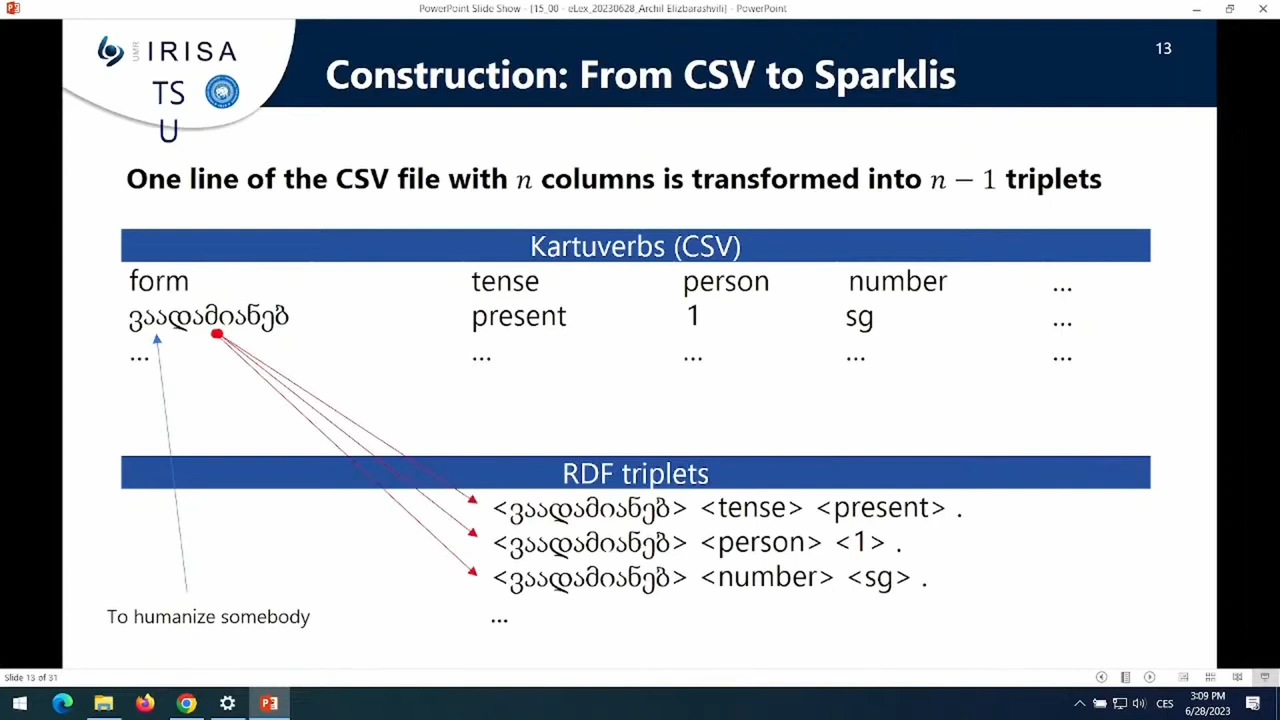 PowerPoint Slide Show - [15_00 - eLex_20230628_Archil Elizbarashvili] - PowerPoint
UMR IRISA
TS
U
Construction: From CSV to Sparklis
13
One line of the CSV file with n columns is transformed into n − 1 triplets
Kartuverbs (CSV)
form tense person number ...
ვაადამიანებ present 1 sg ...
... ... ... ... ...
RDF triplets
<ვაადამიანებ> <tense> <present> .
<ვაადამიანებ> <person> <1> .
<ვაადამიანებ> <number> <sg> .
To humanize somebody
...
Slide 13 of 31
CES
3:09 PM
6/28/2023